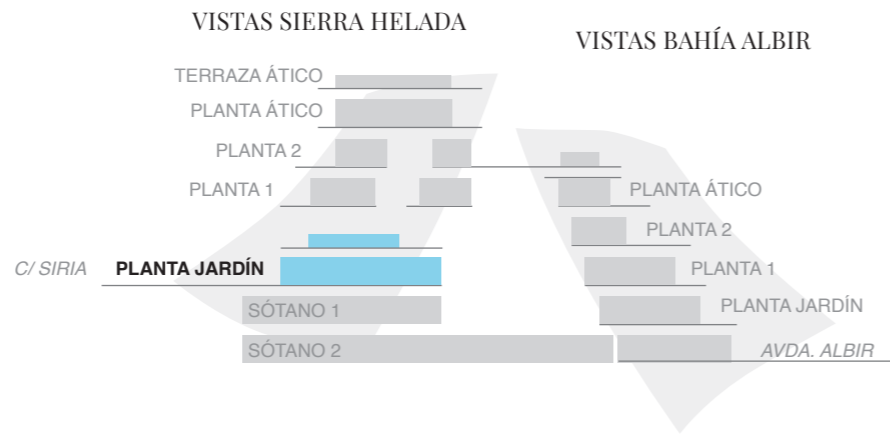 VISTAS SIERRA HELADA
VISTAS BAHÍA ALBIR
TERRAZA ÁTICO
PLANTA ÁTICO
PLANTA 2
PLANTA 1
PLANTA ÁTICO
PLANTA 2
C/ SIRIA
PLANTA JARDÍN
PLANTA 1
SÓTANO 1
PLANTA JARDÍN
SÓTANO 2
AVDA. ALBIR